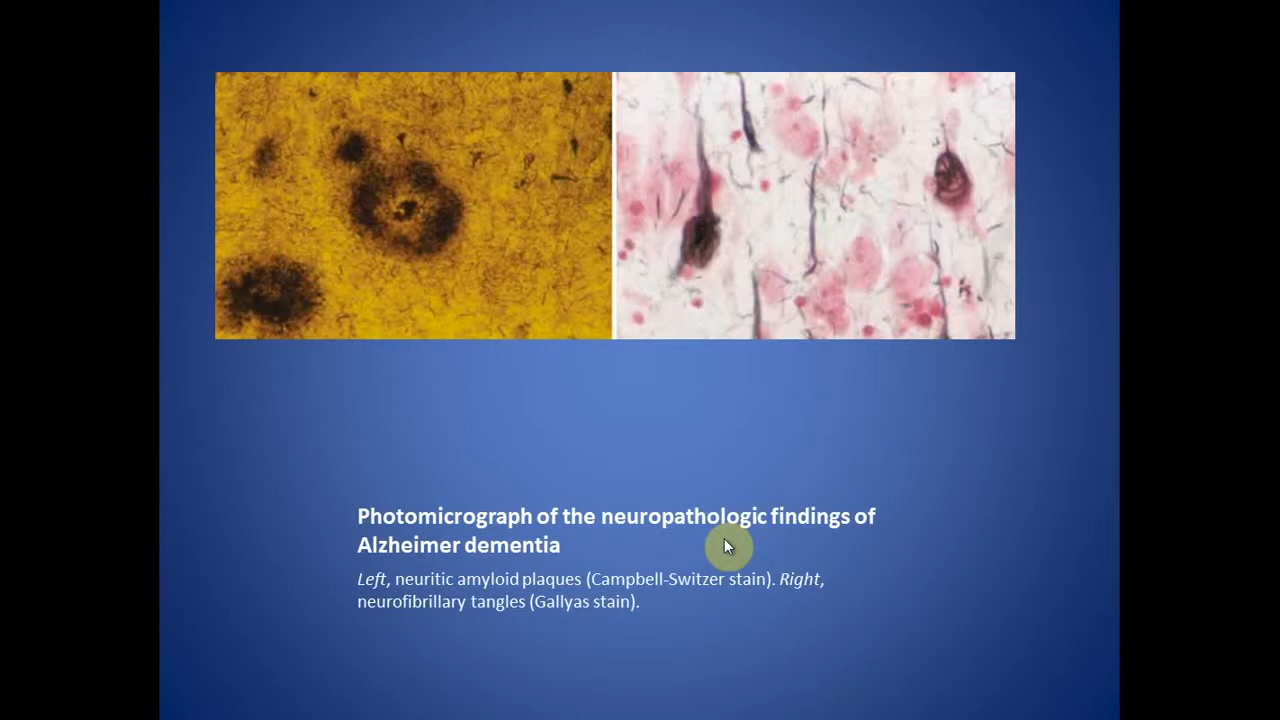 Photomicrograph of the neuropathologic findings of
Alzheimer dementia
Left, neuritic amyloid plaques (Campbell-Switzer stain). Right,
neurofibrillary tangles (Gallyas stain).